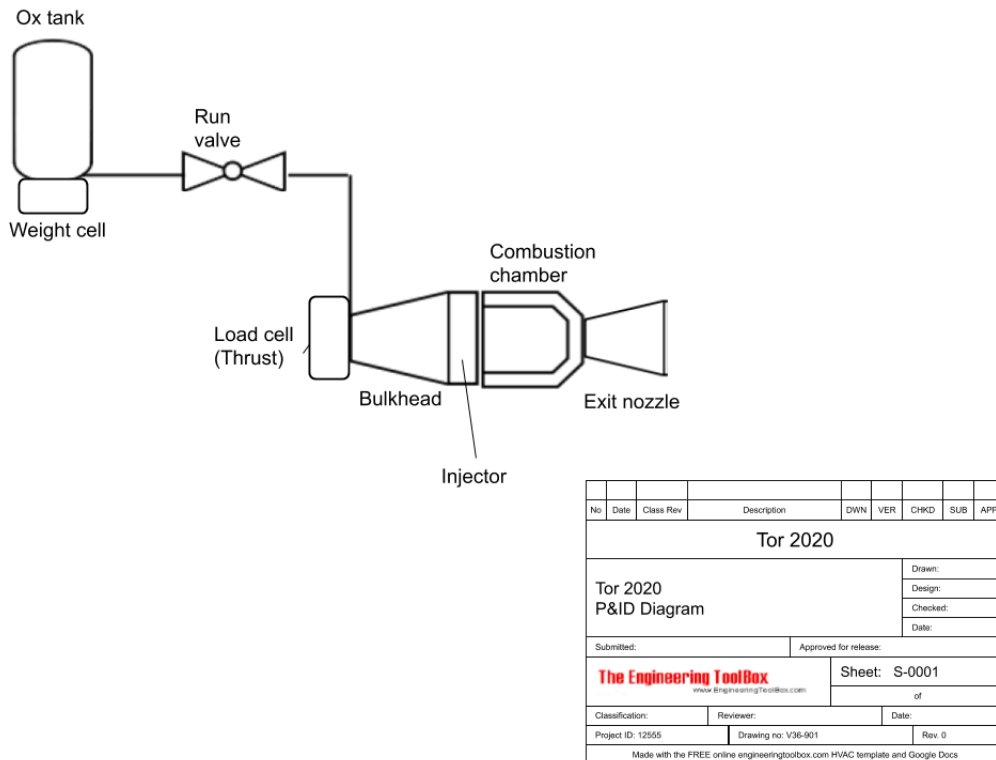 Ox tank
Run
valve
Weight cell
Combustion
chamber
Load cell
(Thrust)
Bulkhead
Exit nozzle
Injector
No Date Class Rev Description DWN VER CHKD SUB APP
Tor 2020
Tor 2020
P&ID Diagram
Drawn:
Design:
Checked:
Date:
Submitted: Approved for release:
The Engineering ToolBox
www.EngineeringToolBox.com
Sheet: S-0001
of
Classification: Reviewer: Date:
Project ID: 12555 Drawing no: V36-901 Rev. 0
Made with the FREE online engineeringtoolbox.com HVAC template and Google Docs